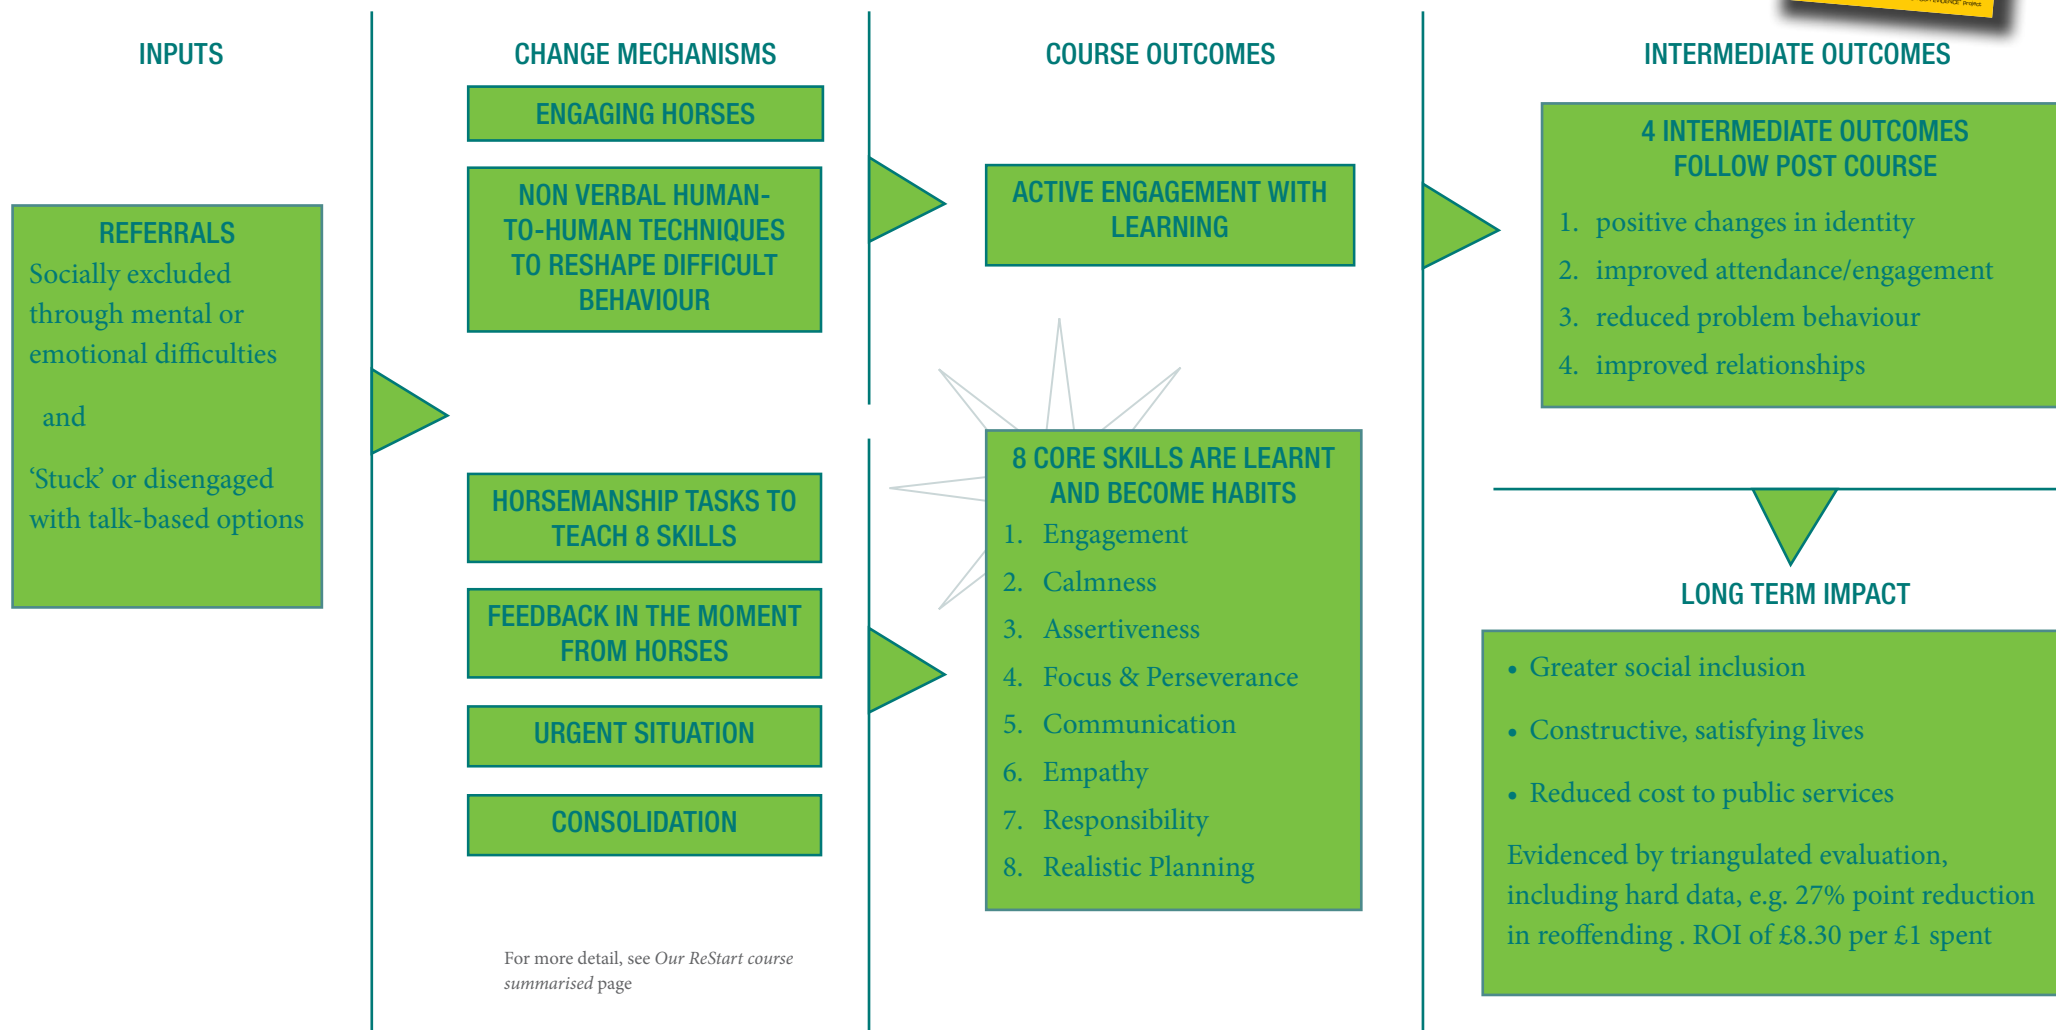 INPUTS
REFERRALS
Socially excluded
through mental or
emotional difficulties
and
‘Stuck’ or disengaged
with talk-based options
CHANGE MECHANISMS
ENGAGING HORSES
NON VERBAL HUMAN-
TO-HUMAN TECHNIQUES
TO RESHAPE DIFFICULT
BEHAVIOUR
HORSEMANSHIP TASKS TO
TEACH 8 SKILLS
FEEDBACK IN THE MOMENT
FROM HORSES
URGENT SITUATION
CONSOLIDATION
For more detail, see Our ReStart course
summarised page
COURSE OUTCOMES
ACTIVE ENGAGEMENT WITH
LEARNING
8 CORE SKILLS ARE LEARNT
AND BECOME HABITS
1. Engagement
2. Calmness
3. Assertiveness
4. Focus & Perseverance
5. Communication
6. Empathy
7. Responsibility
8. Realistic Planning
INTERMEDIATE OUTCOMES
4 INTERMEDIATE OUTCOMES
FOLLOW POST COURSE
1. positive changes in identity
2. improved attendance/engagement
3. reduced problem behaviour
4. improved relationships
LONG TERM IMPACT
• Greater social inclusion
• Constructive, satisfying lives
• Reduced cost to public services
Evidenced by triangulated evaluation,
including hard data, e.g. 27% point reduction
in reoffending . ROI of £8.30 per £1 spent